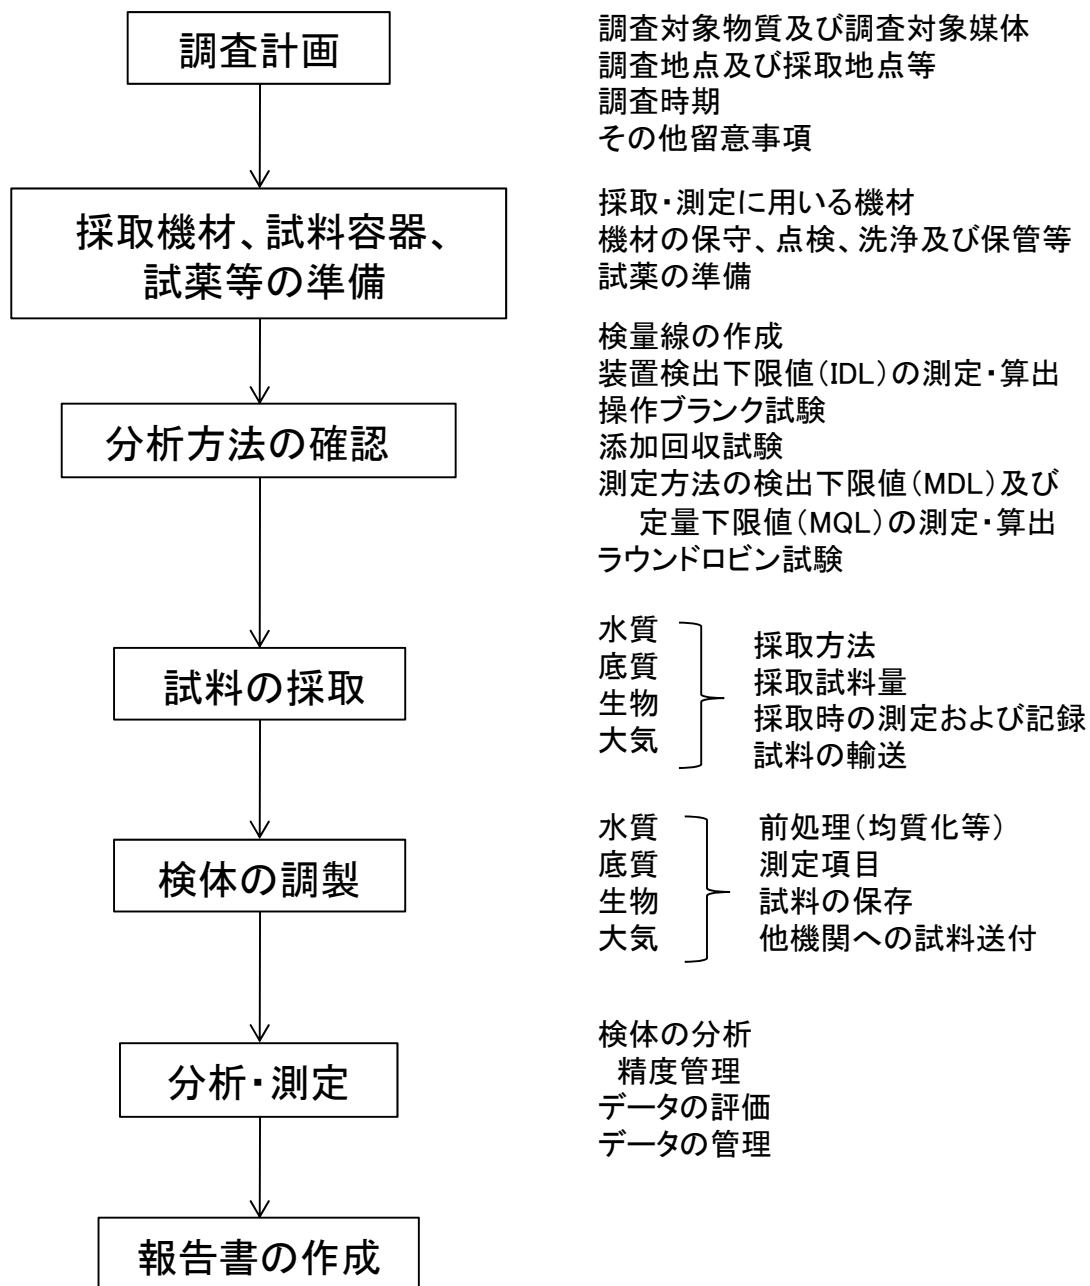 調査計画
調査対象物質及び調査対象媒体
調査地点及び採取地点等
調査時期
その他留意事項
採取機材、試料容器、
試薬等の準備
採取・測定に用いる機材
機材の保守、点検、洗浄及び保管等
試薬の準備
分析方法の確認
検量線の作成
装置検出下限値（IDL）の測定・算出
操作ブランク試験
添加回収試験
測定方法の検出下限値（MDL）及び
定量下限値（MQL）の測定・算出
ラウンドロビン試験
試料の採取
水質
底質
生物
大気
採取方法
採取試料量
採取時の測定および記録
試料の輸送
検体の調製
水質
底質
生物
大気
前処理（均質化等）
測定項目
試料の保存
他機関への試料送付
分析・測定
検体の分析
精度管理
データの評価
データの管理
報告書の作成